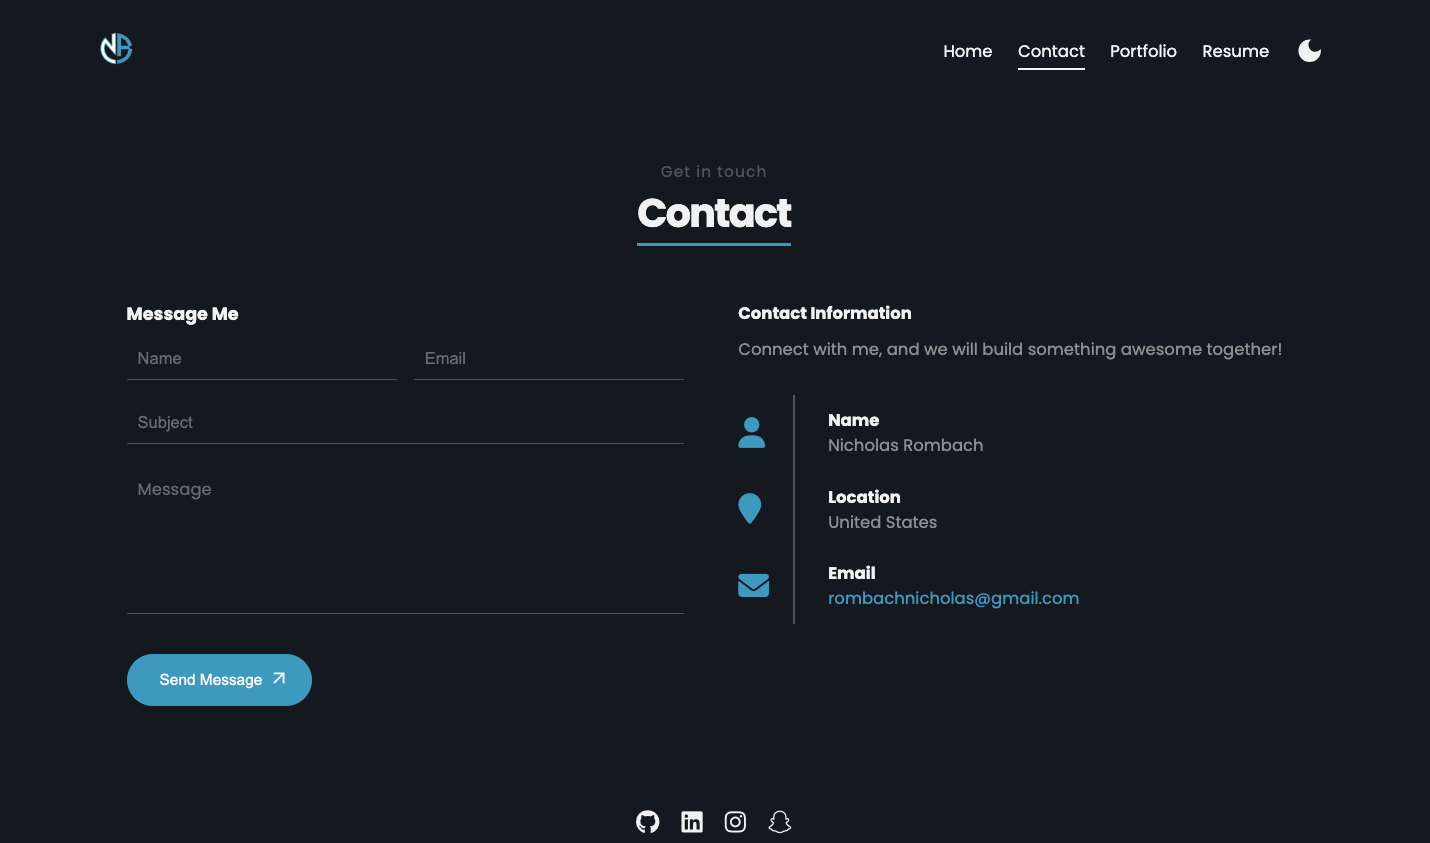 NR
Home Contact Portfolio Resume
Get in touch
Contact
Message Me
Name Email
Subject
Message
Send Message
Contact Information
Connect with me, and we will build something awesome together!
Name
Nicholas Rombach
Location
United States
Email
rombachnicholas@gmail.com
in